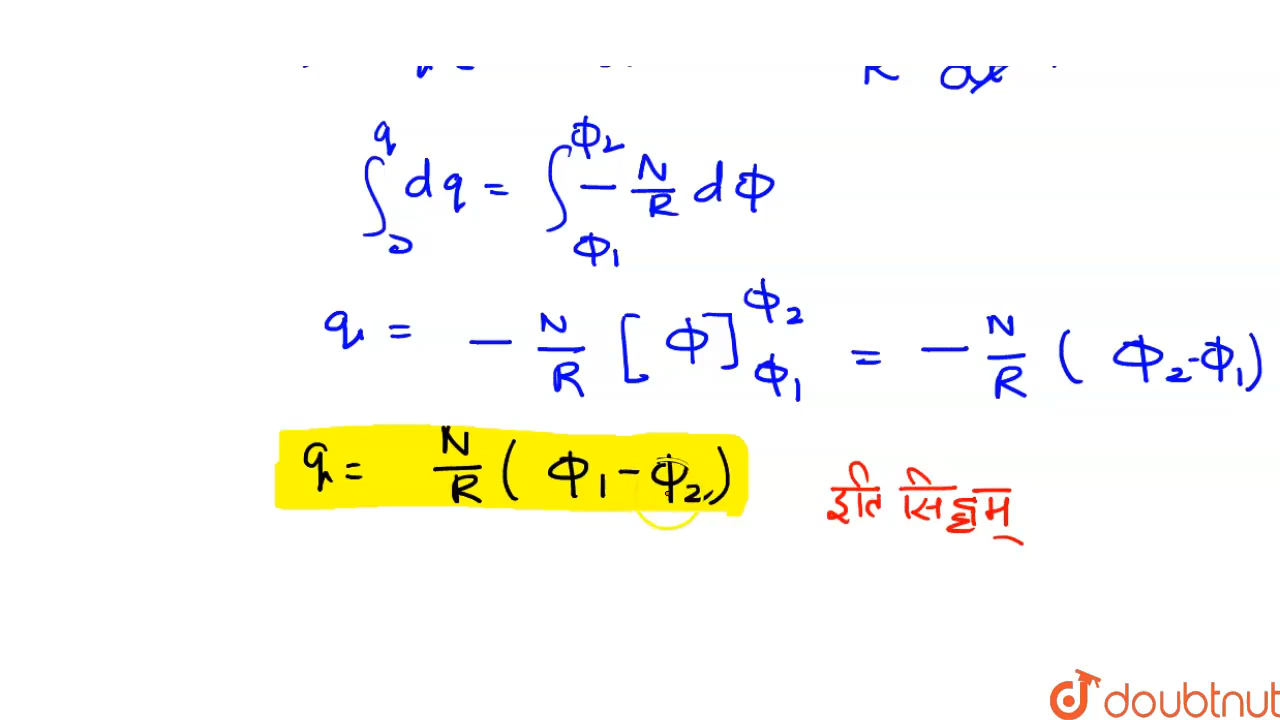 ∫₀^q dq = ∫_{Φ₁}^{Φ₂} − N/R dΦ
q = − N/R [Φ]_{Φ₁}^{Φ₂} = − N/R (Φ₂-Φ₁)
q = N/R (Φ₁-Φ₂)
इति सिद्धम्
doubtnut